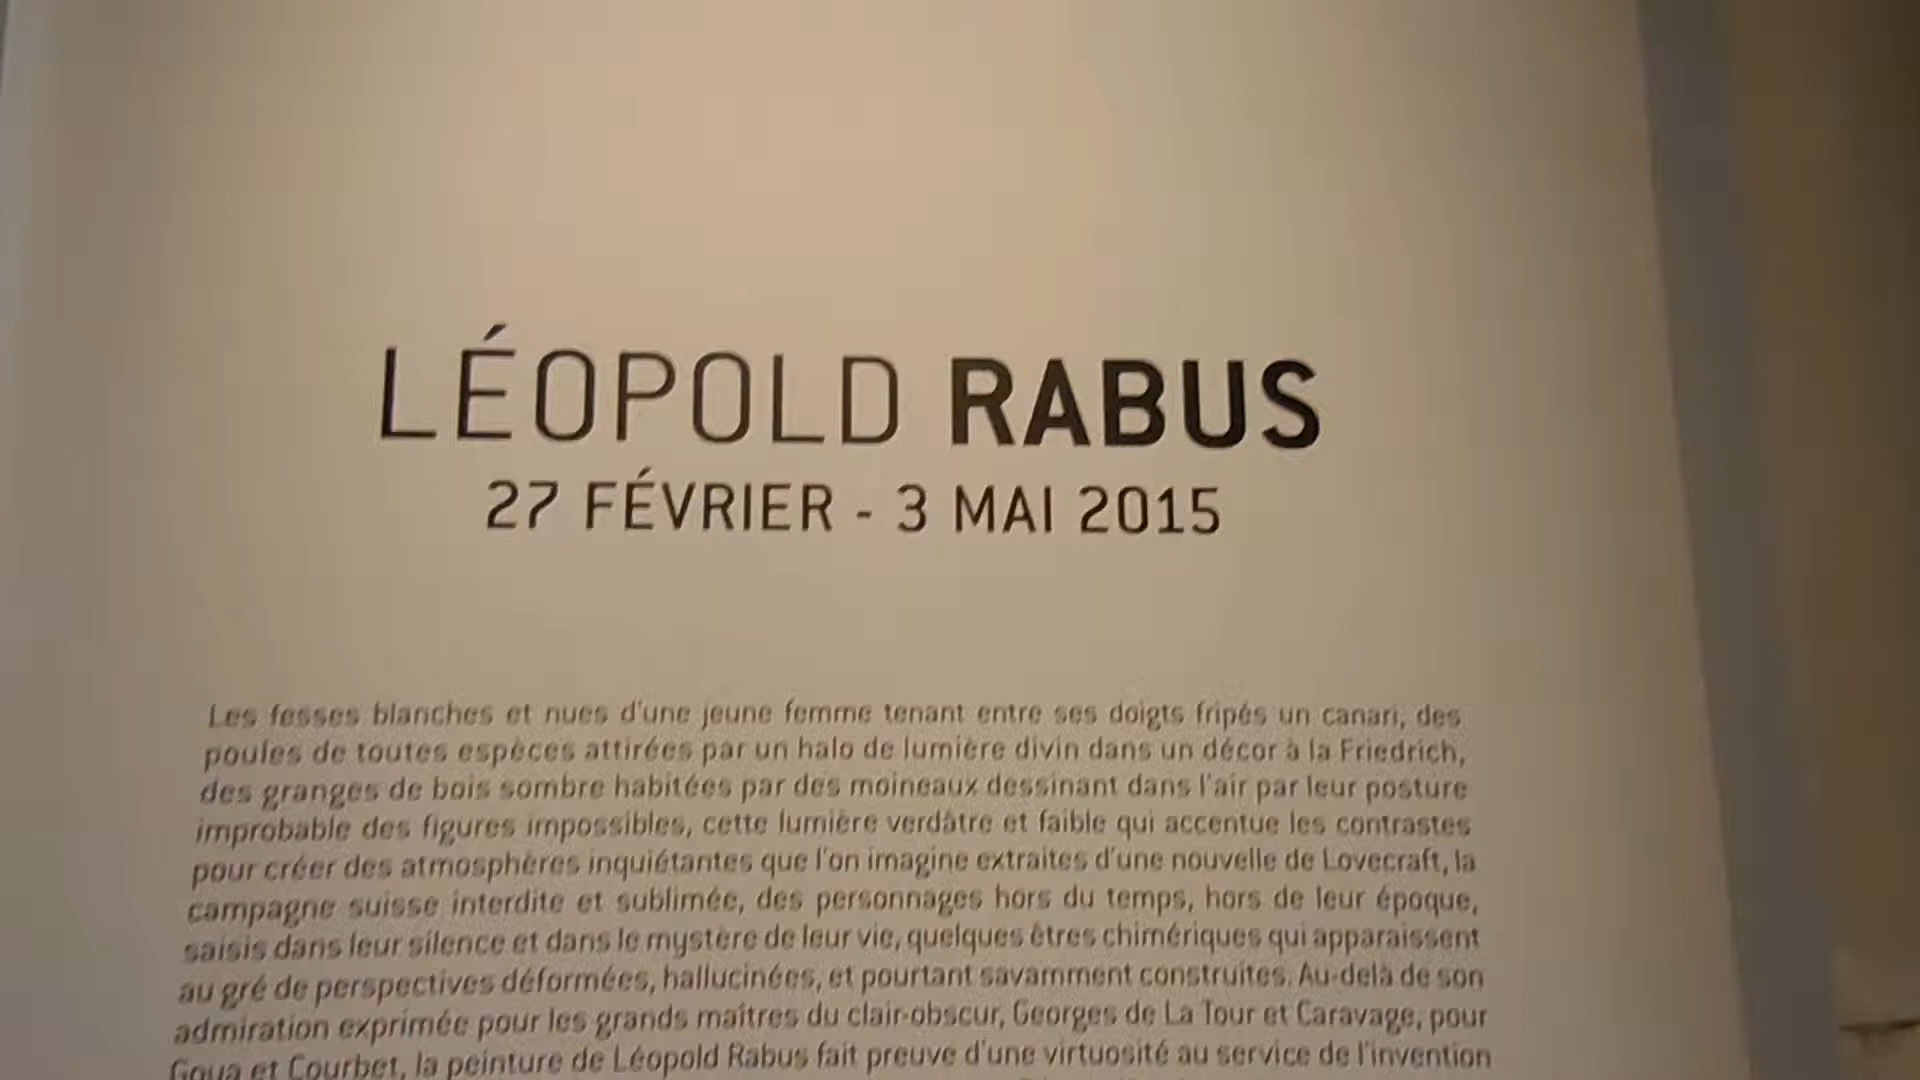 LÉOPOLD RABUS
27 FÉVRIER - 3 MAI 2015
Les fesses blanches et nues d'une jeune femme tenant entre ses doigts fripés un canari, des
poules de toutes espèces attirées par un halo de lumière divin dans un décor à la Friedrich,
des granges de bois sombre habitées par des moineaux dessinant dans l'air par leur posture
improbable des figures impossibles, cette lumière verdâtre et faible qui accentue les contrastes
pour créer des atmosphères inquiétantes que l'on imagine extraites d'une nouvelle de Lovecraft, la
campagne suisse interdite et sublimée, des personnages hors du temps, hors de leur époque,
saisis dans leur silence et dans le mystère de leur vie, quelques êtres chimériques qui apparaissent
au gré de perspectives déformées, hallucinées, et pourtant savamment construites. Au-delà de son
admiration exprimée pour les grands maîtres du clair-obscur, Georges de La Tour et Caravage, pour
Goya et Courbet, la peinture de Léopold Rabus fait preuve d'une virtuosité au service de l'invention